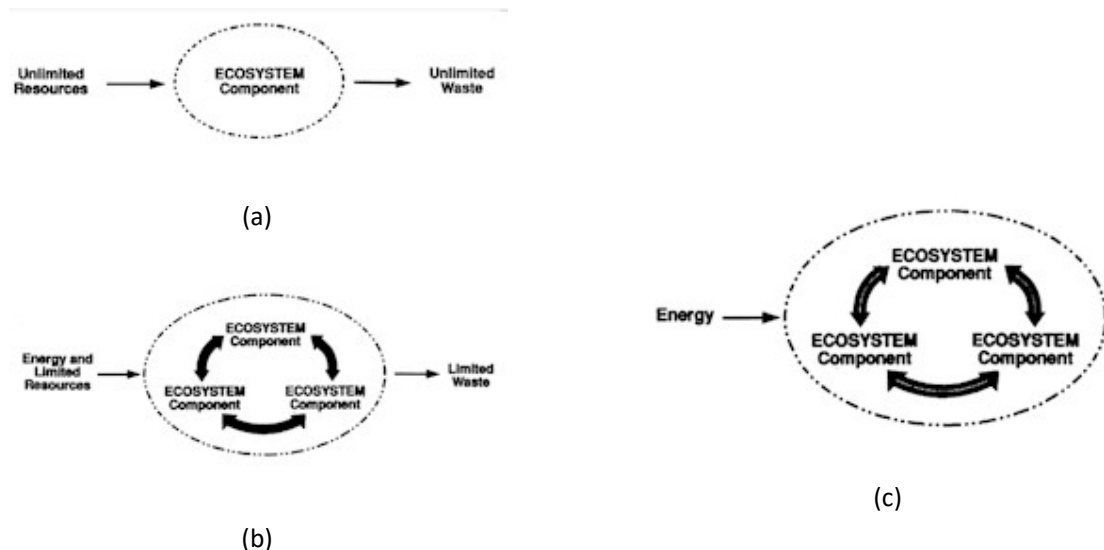 Unlimited
Resources
ECOSYSTEM
Component
Unlimited
Waste
(a)
Energy and
Limited
Resources
ECOSYSTEM
Component
ECOSYSTEM
Component
ECOSYSTEM
Component
Limited
Waste
(b)
Energy
ECOSYSTEM
Component
ECOSYSTEM
Component
ECOSYSTEM
Component
(c)